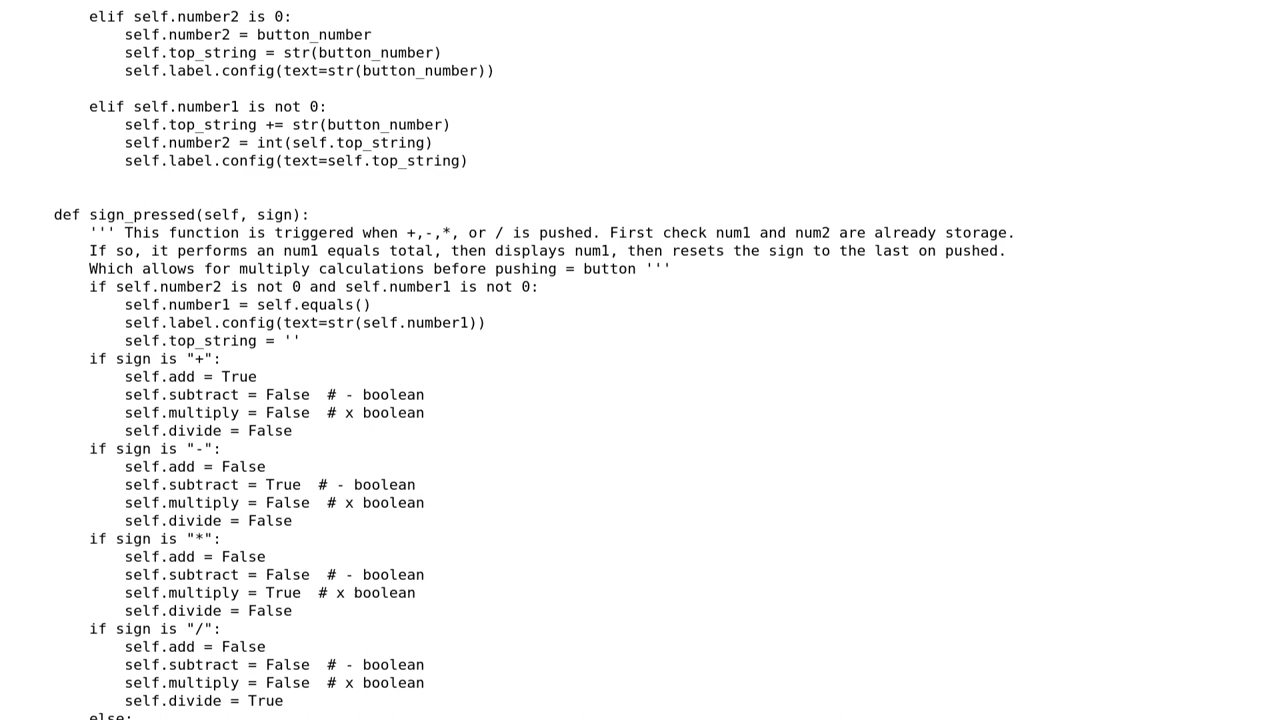 elif self.number2 is 0:
self.number2 = button_number
self.top_string = str(button_number)
self.label.config(text=str(button_number))
elif self.number1 is not 0:
self.top_string += str(button_number)
self.number2 = int(self.top_string)
self.label.config(text=self.top_string)
def sign_pressed(self, sign):
''' This function is triggered when +,-,*, or / is pushed. First check num1 and num2 are already storage.
If so, it performs an num1 equals total, then displays num1, then resets the sign to the last on pushed.
Which allows for multiply calculations before pushing = button '''
if self.number2 is not 0 and self.number1 is not 0:
self.number1 = self.equals()
self.label.config(text=str(self.number1))
self.top_string = ''
if sign is "+":
self.add = True
self.subtract = False  # - boolean
self.multiply = False  # x boolean
self.divide = False
if sign is "-":
self.add = False
self.subtract = True  # - boolean
self.multiply = False  # x boolean
self.divide = False
if sign is "*":
self.add = False
self.subtract = False  # - boolean
self.multiply = True  # x boolean
self.divide = False
if sign is "/":
self.add = False
self.subtract = False  # - boolean
self.multiply = False  # x boolean
self.divide = True
else: